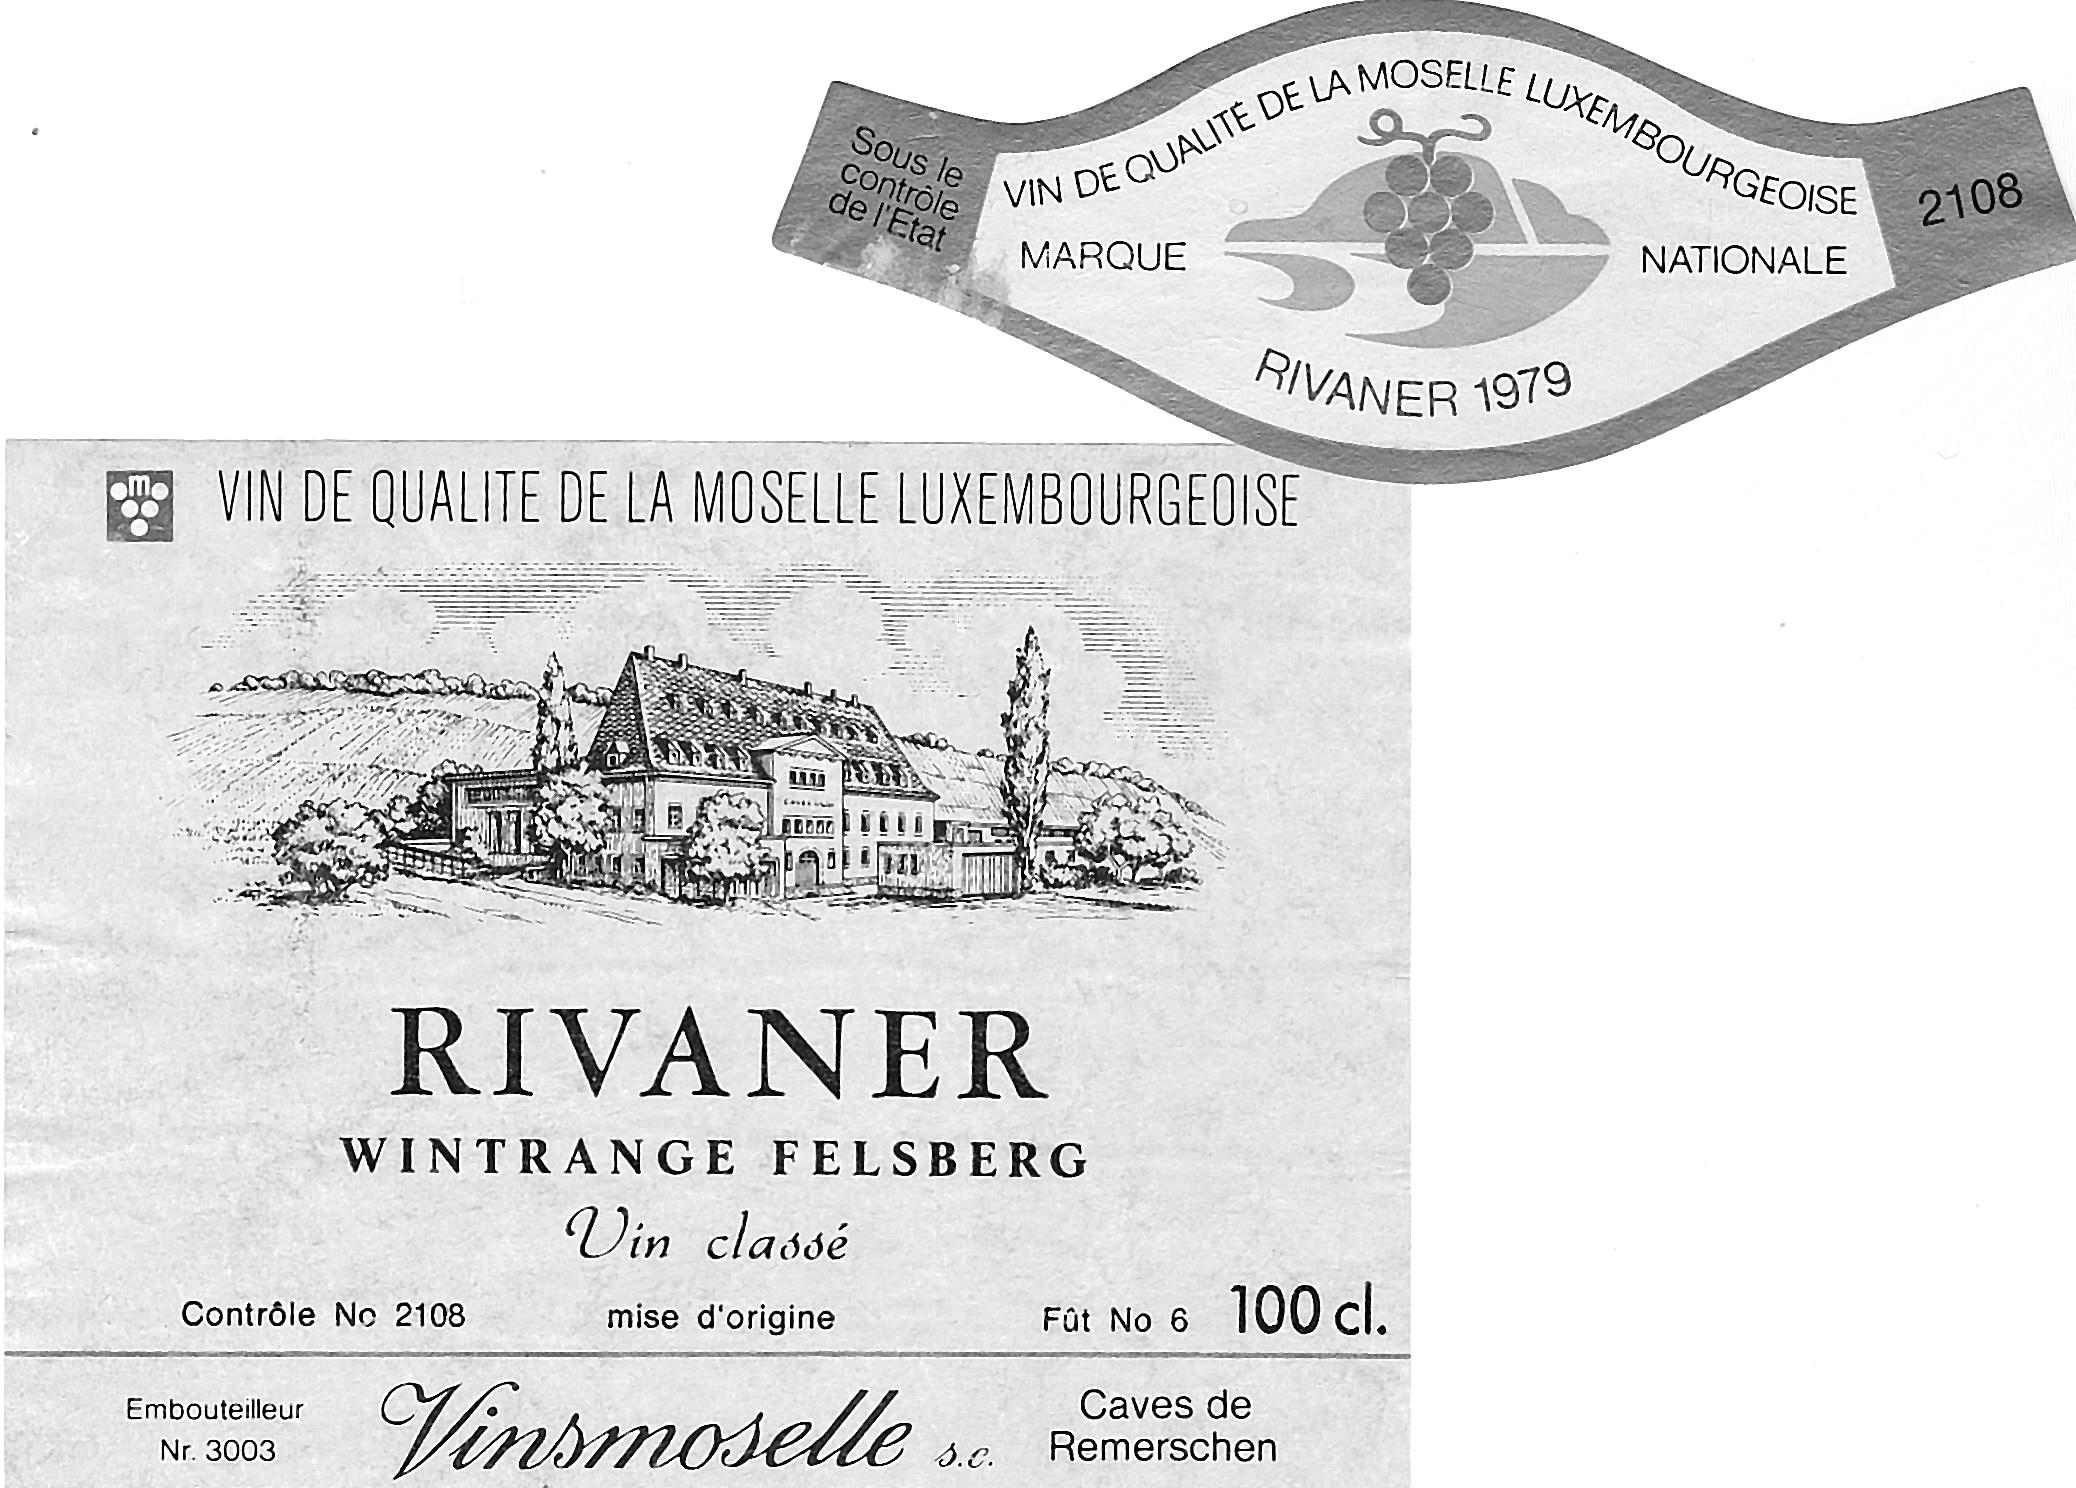 Sous le
contrôle
de l'Etat
VIN DE QUALITÉ DE LA MOSELLE LUXEMBOURGEOISE
MARQUE NATIONALE
2108
RIVANER 1979
m
VIN DE QUALITE DE LA MOSELLE LUXEMBOURGEOISE
RIVANER
WINTRANGE FELSBERG
Vin classé
Contrôle No 2108 mise d'origine Fût No 6 100 cl.
Embouteilleur
Nr. 3003
Vinsmoselle s.c.
Caves de
Remerschen